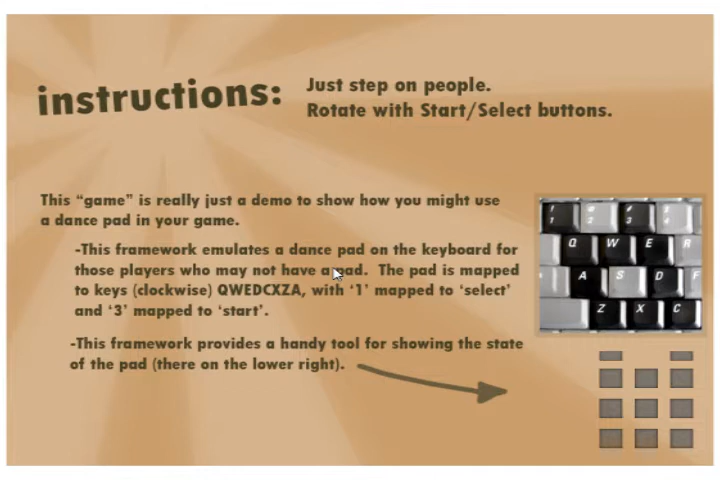 instructions:
Just step on people.
Rotate with Start/Select buttons.
This “game” is really just a demo to show how you might use
a dance pad in your game.
-This framework emulates a dance pad on the keyboard for
those players who may not have a pad. The pad is mapped
to keys (clockwise) QWEDCXZA, with ‘1’ mapped to ‘select’
and ‘3’ mapped to ‘start’.
-This framework provides a handy tool for showing the state
of the pad (there on the lower right).
! @ # $
1 2 3 4
Q W E R
A S D F
Z X C